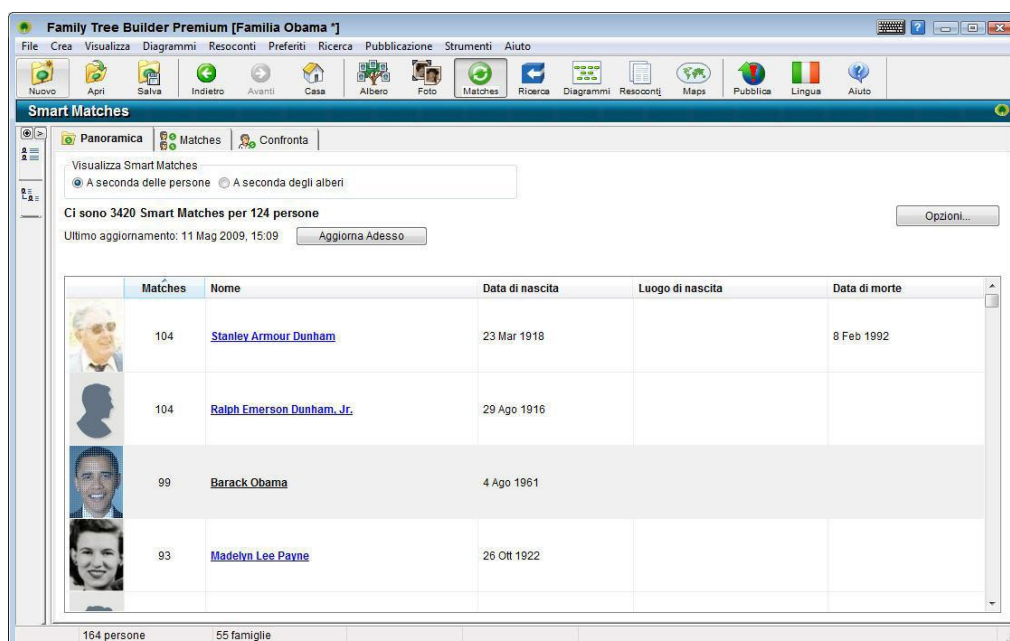 Family Tree Builder Premium [Familia Obama *]
File Crea Visualizza Diagrammi Resoconti Preferiti Ricerca Pubblicazione Strumenti Aiuto
Nuovo Apri Salva Indietro Avanti Casa Albero Foto Matches Ricerca Diagrammi Resoconti Maps Pubblica Lingua Aiuto
Smart Matches
Panoramica Matches Confronta
Visualizza Smart Matches
A seconda delle persone A seconda degli alberi
Ci sono 3420 Smart Matches per 124 persone
Opzioni...
Ultimo aggiornamento: 11 Mag 2009, 15:09 Aggiorna Adesso
Matches Nome Data di nascita Luogo di nascita Data di morte
104 Stanley Armour Dunham 23 Mar 1918 8 Feb 1992
104 Ralph Emerson Dunham, Jr. 29 Ago 1916
99 Barack Obama 4 Ago 1961
93 Madelyn Lee Payne 26 Ott 1922
164 persone 55 famiglie